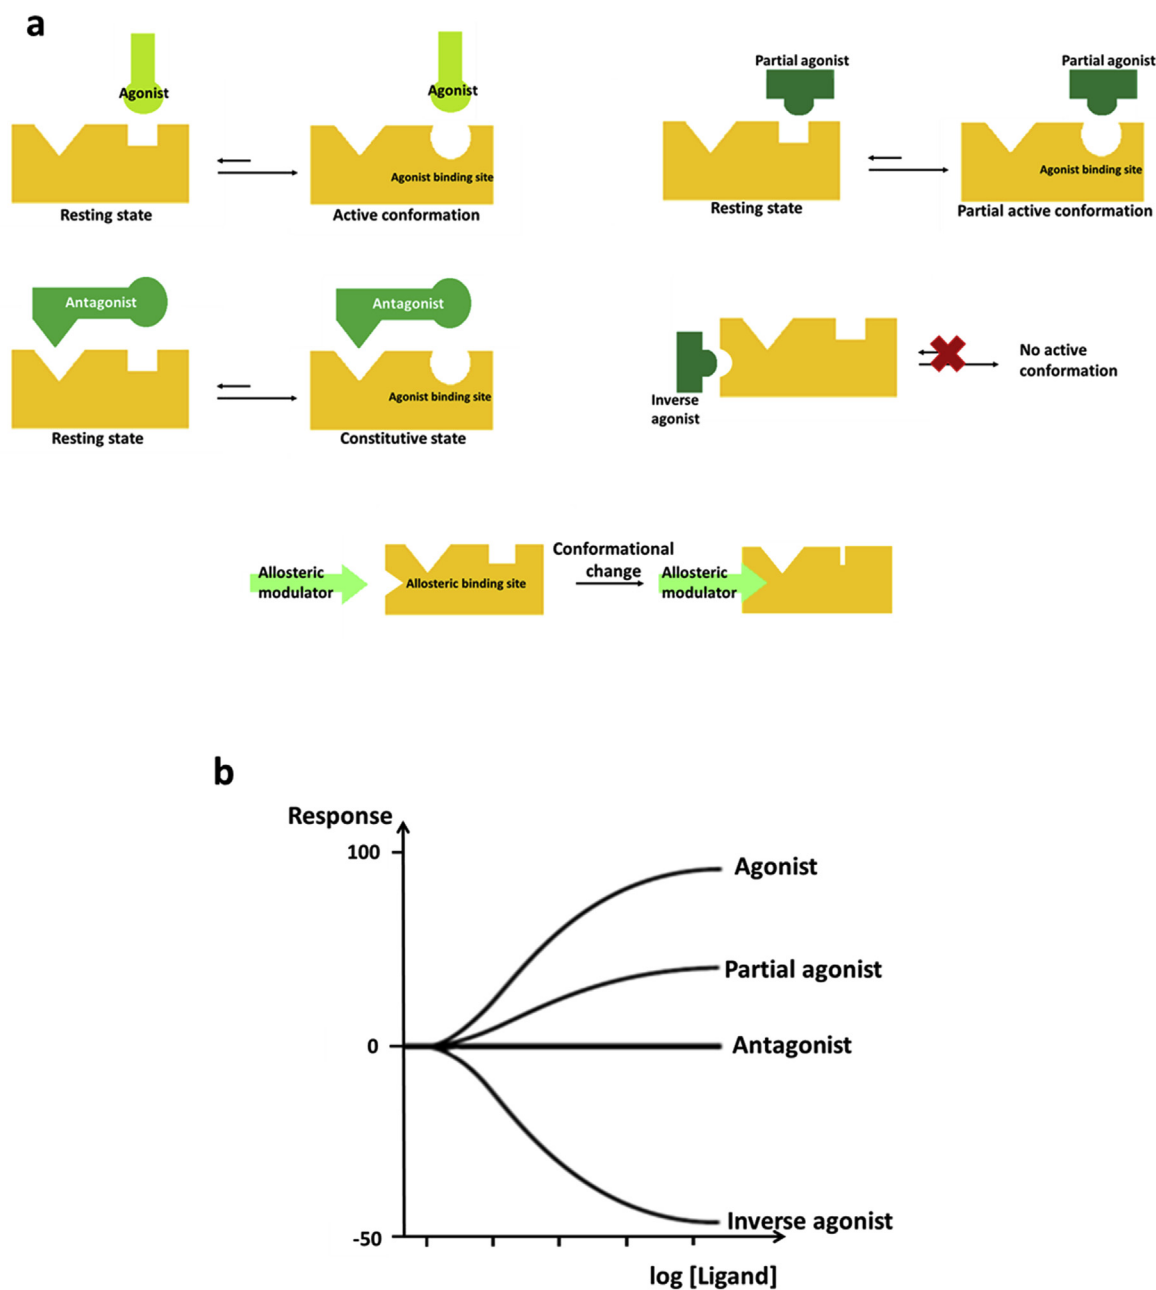 a
Agonist
Agonist
Agonist binding site
Resting state
Active conformation
Partial agonist
Partial agonist
Agonist binding site
Resting state
Partial active conformation
Antagonist
Antagonist
Agonist binding site
Resting state
Constitutive state
Inverse
agonist
No active
conformation
Allosteric
modulator
Allosteric binding site
Conformational
change
Allosteric
modulator
b
Response
100
Agonist
Partial agonist
0
Antagonist
Inverse agonist
-50
log [Ligand]